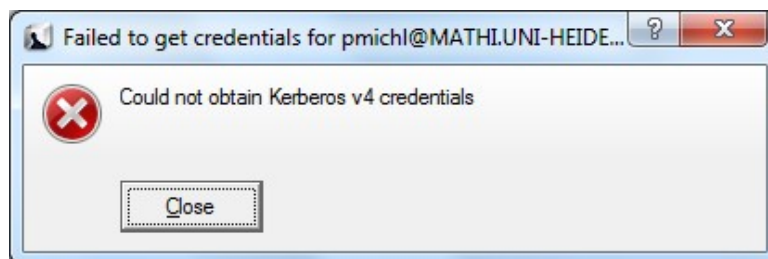 Failed to get credentials for pmichl@MATHI.UNI-HEIDE...
Could not obtain Kerberos v4 credentials
Close